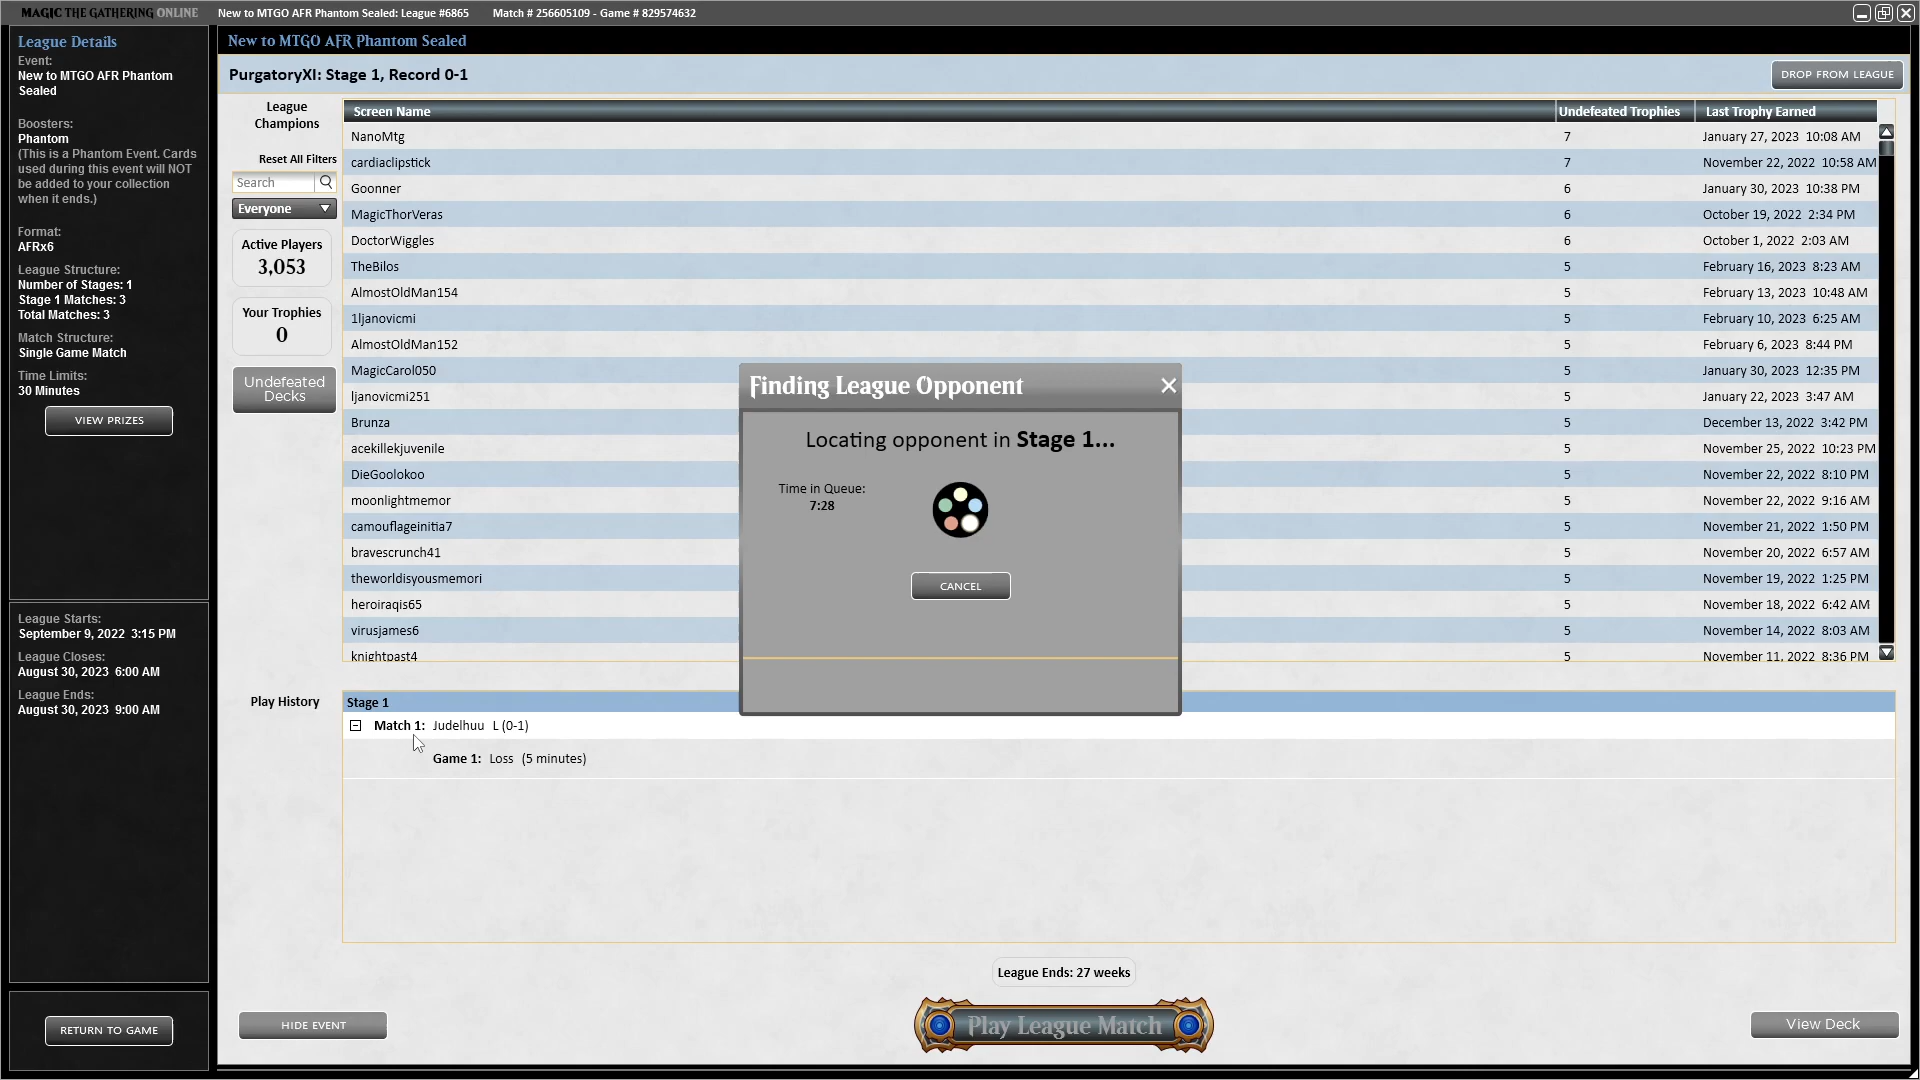 MAGIC THE GATHERING ONLINE
New to MTGO AFR Phantom Sealed: League #6865
Match # 256605109 - Game # 829574632
League Details
Event:
New to MTGO AFR Phantom
Sealed
Boosters:
Phantom
(This is a Phantom Event. Cards
used during this event will NOT
be added to your collection
when it ends.)
Format:
AFRx6
League Structure:
Number of Stages: 1
Stage 1 Matches: 3
Total Matches: 3
Match Structure:
Single Game Match
Time Limits:
30 Minutes
VIEW PRIZES
League Starts:
September 9, 2022 3:15 PM
League Closes:
August 30, 2023 6:00 AM
League Ends:
August 30, 2023 9:00 AM
RETURN TO GAME
New to MTGO AFR Phantom Sealed
PurgatoryXI: Stage 1, Record 0-1
DROP FROM LEAGUE
League
Champions
Reset All Filters
Search
Everyone
Active Players
3,053
Your Trophies
0
Undefeated
Decks
Screen Name Undefeated Trophies Last Trophy Earned
NanoMtg 7 January 27, 2023 10:08 AM
cardiaclipstick 7 November 22, 2022 10:58 AM
Goonner 6 January 30, 2023 10:38 PM
MagicThorVeras 6 October 19, 2022 2:34 PM
DoctorWiggles 6 October 1, 2022 2:03 AM
TheBilos 5 February 16, 2023 8:23 AM
AlmostOldMan154 5 February 13, 2023 10:48 AM
1ljanovicmi 5 February 10, 2023 6:25 AM
AlmostOldMan152 5 February 6, 2023 8:44 PM
MagicCarol050 5 January 30, 2023 12:35 PM
ljanovicmi251 5 January 22, 2023 3:47 AM
Brunza 5 December 13, 2022 3:42 PM
acekillekjuvenile 5 November 25, 2022 10:23 PM
DieGoolokoo 5 November 22, 2022 8:10 PM
moonlightmemor 5 November 22, 2022 9:16 AM
camouflageinitia7 5 November 21, 2022 1:50 PM
bravescrunch41 5 November 20, 2022 6:57 AM
theworldisyousmemori 5 November 19, 2022 1:25 PM
heroiraqis65 5 November 18, 2022 6:42 AM
virusjames6 5 November 14, 2022 8:03 AM
knightpast4 5 November 11, 2022 8:36 PM
Finding League Opponent
Locating opponent in Stage 1...
Time in Queue:
7:28
CANCEL
Play History
Stage 1
Match 1: Judelhuu L (0-1)
Game 1: Loss (5 minutes)
League Ends: 27 weeks
HIDE EVENT
Play League Match
View Deck